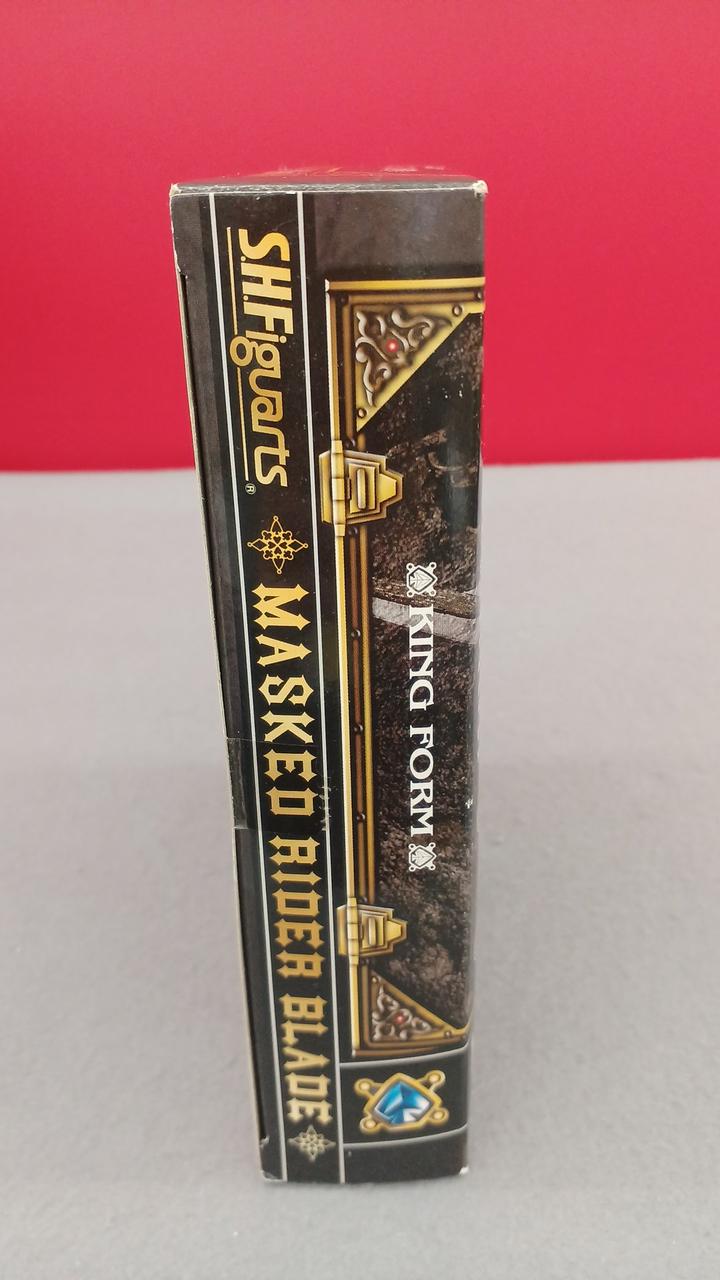 S.H.Figuarts®
MASKED RIDER BLADE
KING FORM